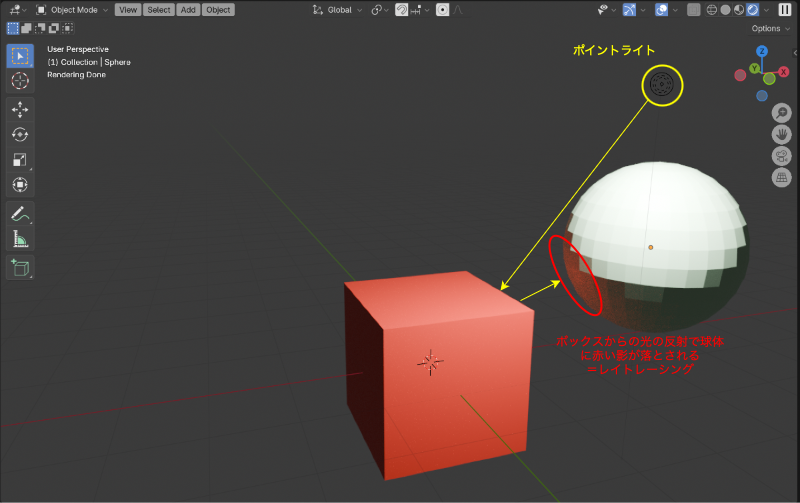 Object Mode
View
Select
Add
Object
Global
Options
User Perspective
(1) Collection | Sphere
Rendering Done
ポイントライト
Z
Y
X
ボックスからの光の反射で球体
に赤い影が落とされる
＝レイトレーシング